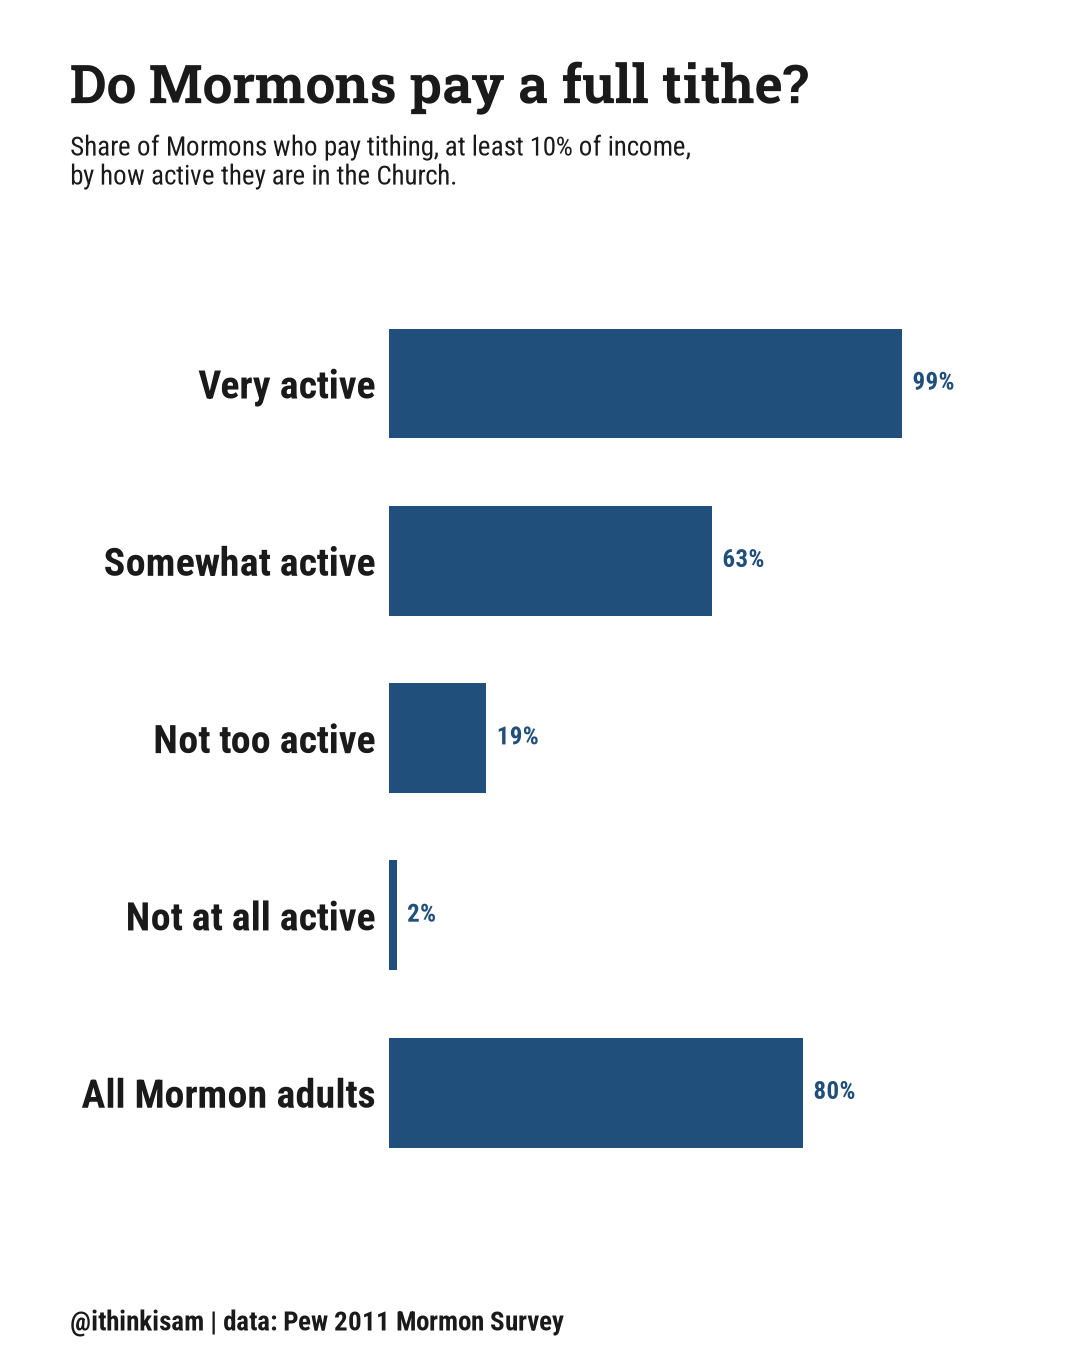 Do Mormons pay a full tithe?
Share of Mormons who pay tithing, at least 10% of income,
by how active they are in the Church.
Very active 99%
Somewhat active 63%
Not too active 19%
Not at all active 2%
All Mormon adults 80%
@ithinkisam | data: Pew 2011 Mormon Survey